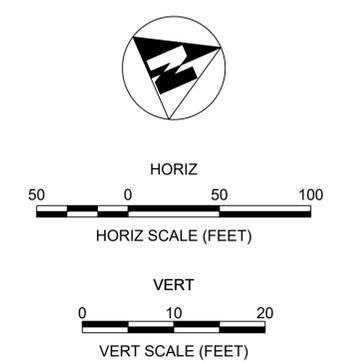 N
HORIZ
50 0 50 100
HORIZ SCALE (FEET)
VERT
0 10 20
VERT SCALE (FEET)